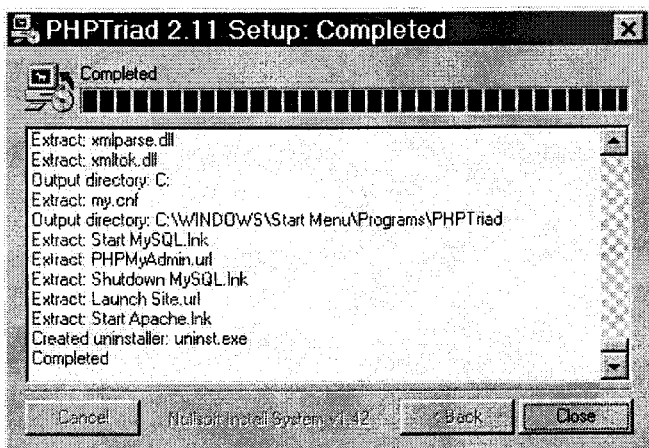 PHPTriad 2.11 Setup: Completed
Completed
Extract: xmlparse.dll
Extract: xmltok.dll
Output directory: C:
Extract: my.cnf
Output directory: C:\WINDOWS\Start Menu\Programs\PHPTriad
Extract: Start MySQL.lnk
Extract: PHPMyAdmin.url
Extract: Shutdown MySQL.lnk
Extract: Launch Site.url
Extract: Start Apache.lnk
Created uninstaller: uninst.exe
Completed
Cancel
Nullsoft Install System v1.42
< Back
Close